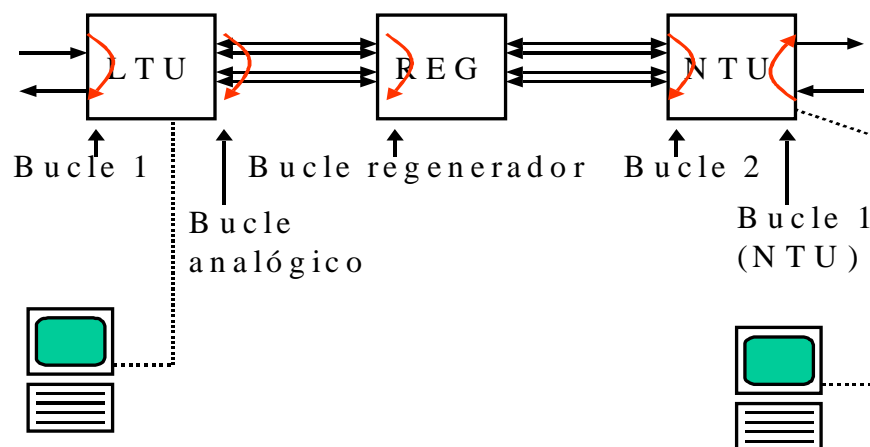 LTU
REG
NTU
Bucle 1
Bucle regenerador
Bucle 2
Bucle
analógico
Bucle 1
(NTU)